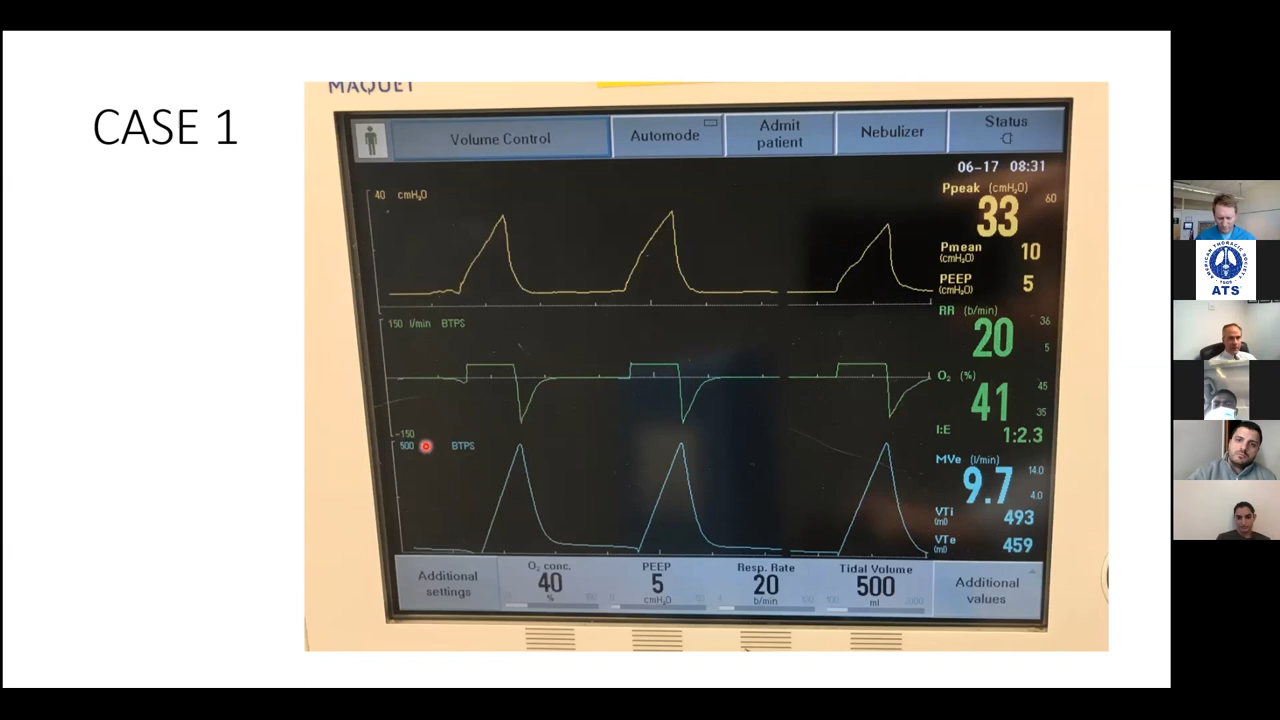 CASE 1
MAQUET
Volume Control
Automode
Admit
patient
Nebulizer
Status
06-17 08:31
40 cmH₂O
Ppeak (cmH₂O)
60
33
Pmean
(cmH₂O)
10
PEEP
(cmH₂O)
5
150 l/min BTPS
RR (b/min)
36
20
5
O₂ (%)
45
41
35
-150
I:E
1:2.3
500 BTPS
MVe (l/min)
14.0
9.7
4.0
VTi
(ml)
493
VTe
(ml)
459
Additional
settings
O₂ conc.
40
%
PEEP
5
cmH₂O
Resp. Rate
20
b/min
Tidal Volume
500
ml
Additional
values
AMERICAN THORACIC SOCIETY
1905
ATS